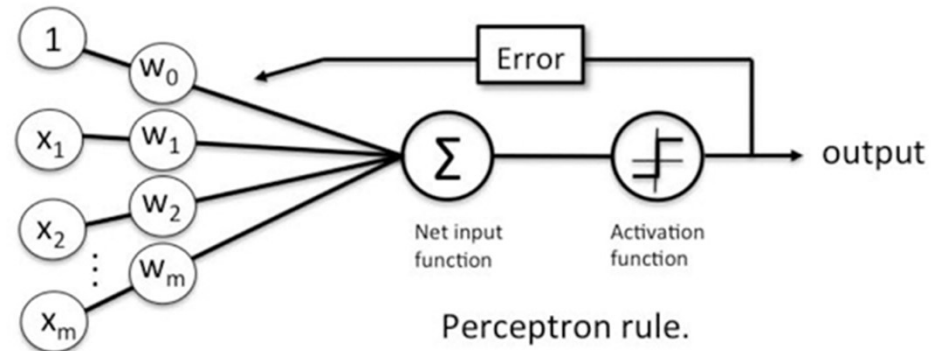 1
w₀
Error
x₁
w₁
Σ
output
x₂
w₂
Net input
function
Activation
function
⋮
wₘ
xₘ
Perceptron rule.